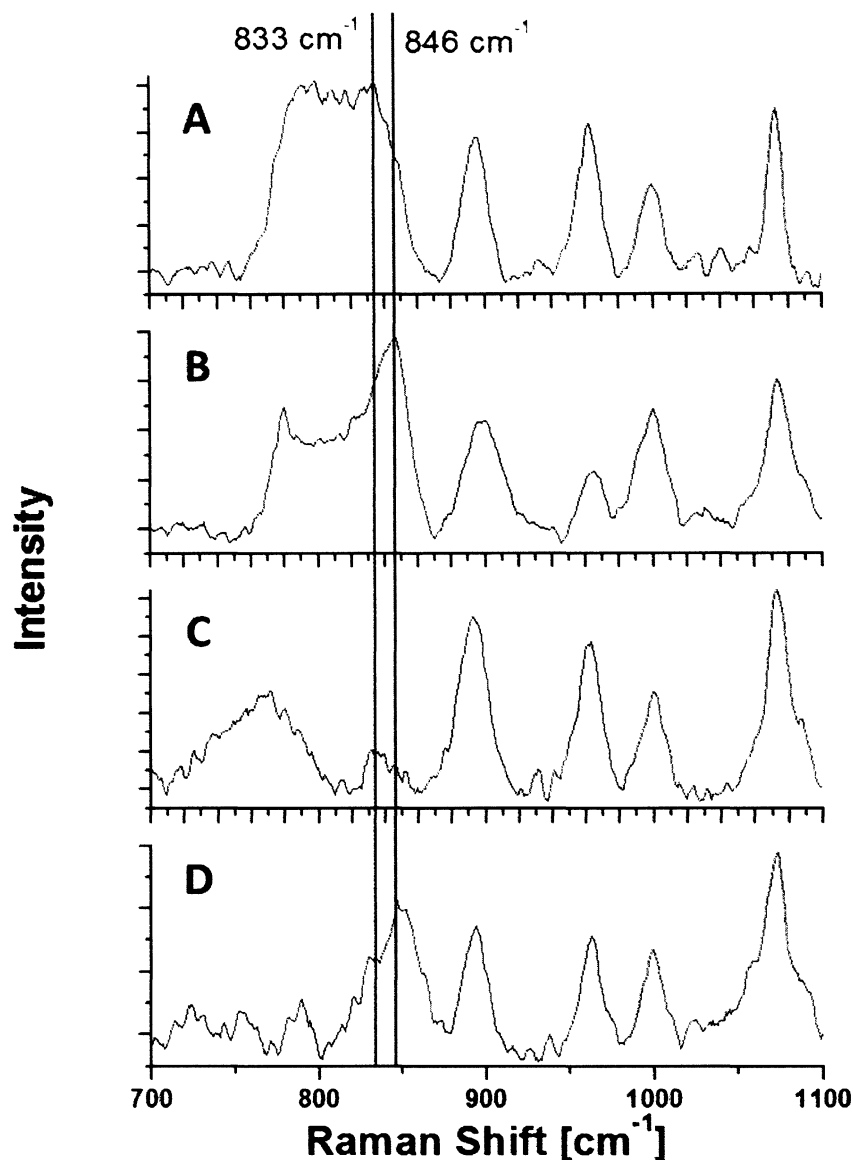 833 cm-1 846 cm-1
A
B
C
D
Intensity
700 800 900 1000 1100
Raman Shift [cm-1]